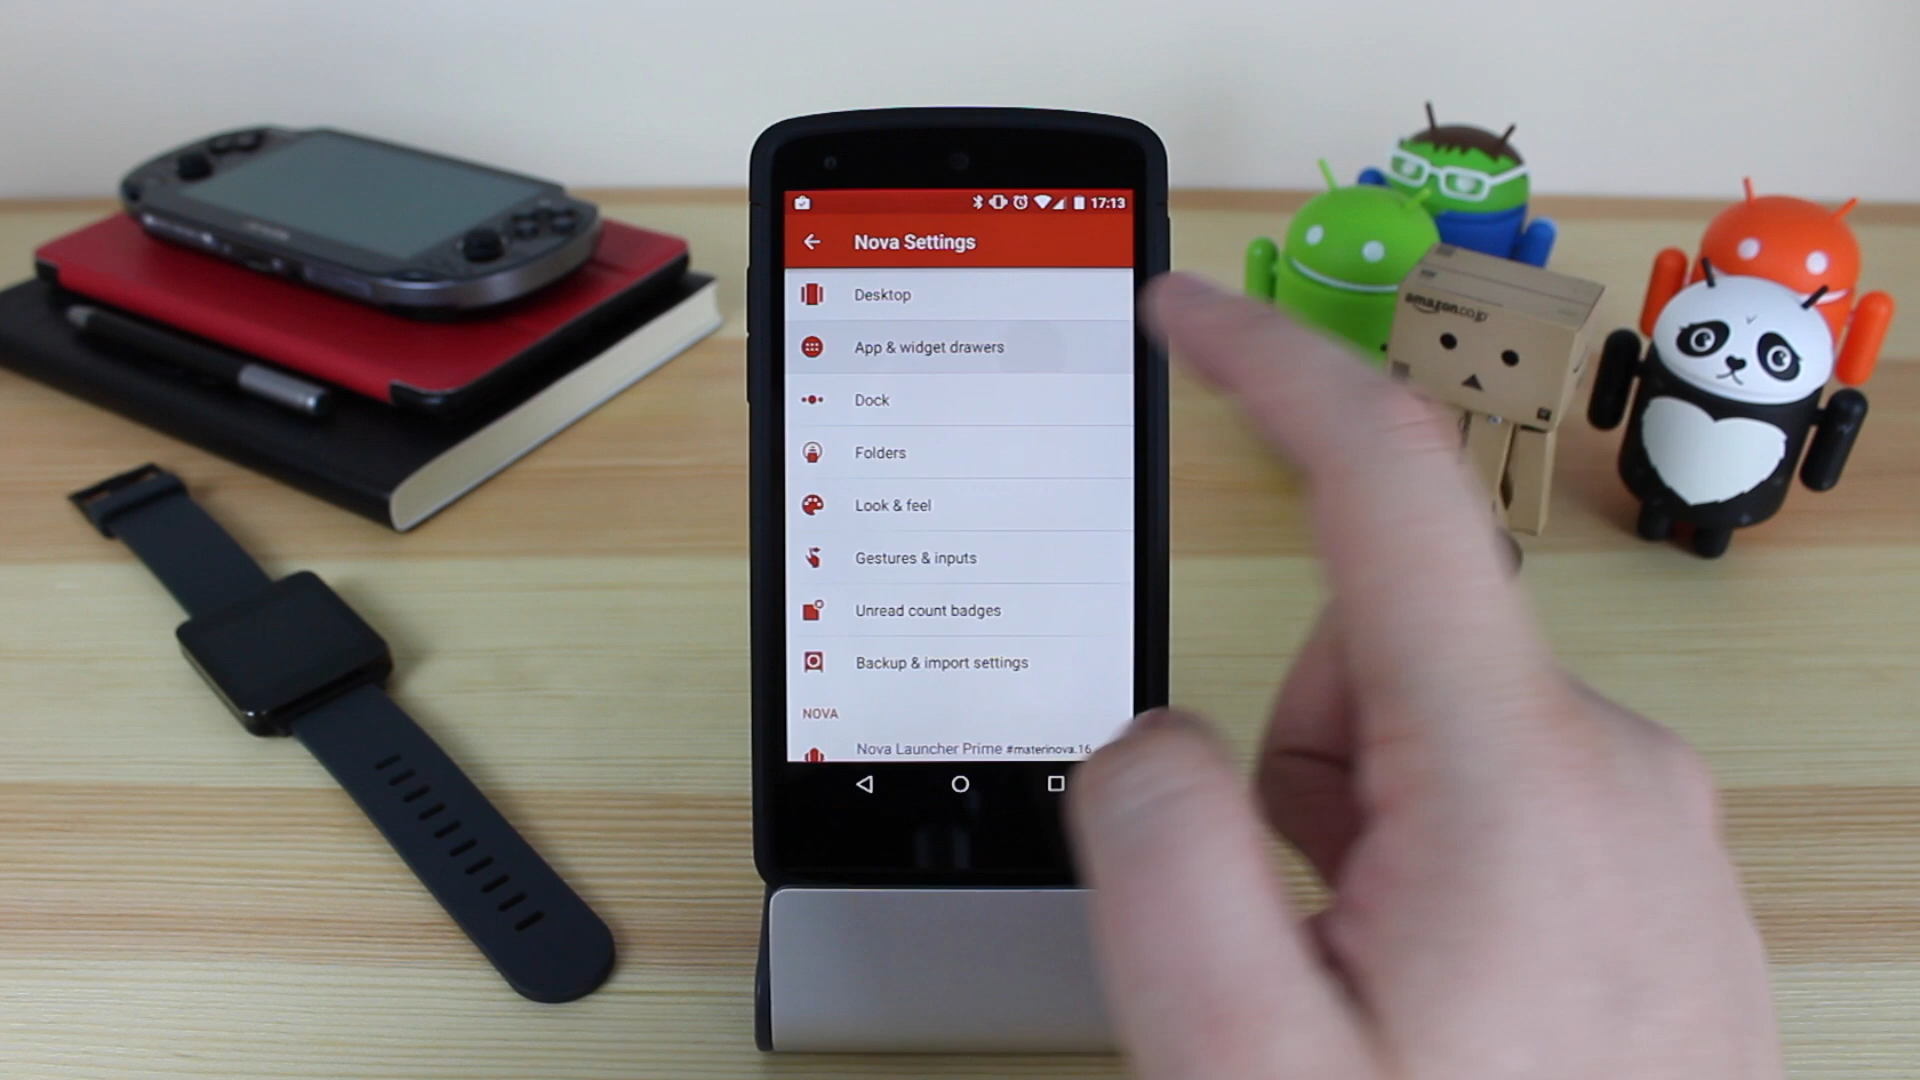 17:13
Nova Settings
Desktop
App & widget drawers
Dock
Folders
Look & feel
Gestures & inputs
Unread count badges
Backup & import settings
NOVA
Nova Launcher Prime #materinova.16
amazon.co.jp